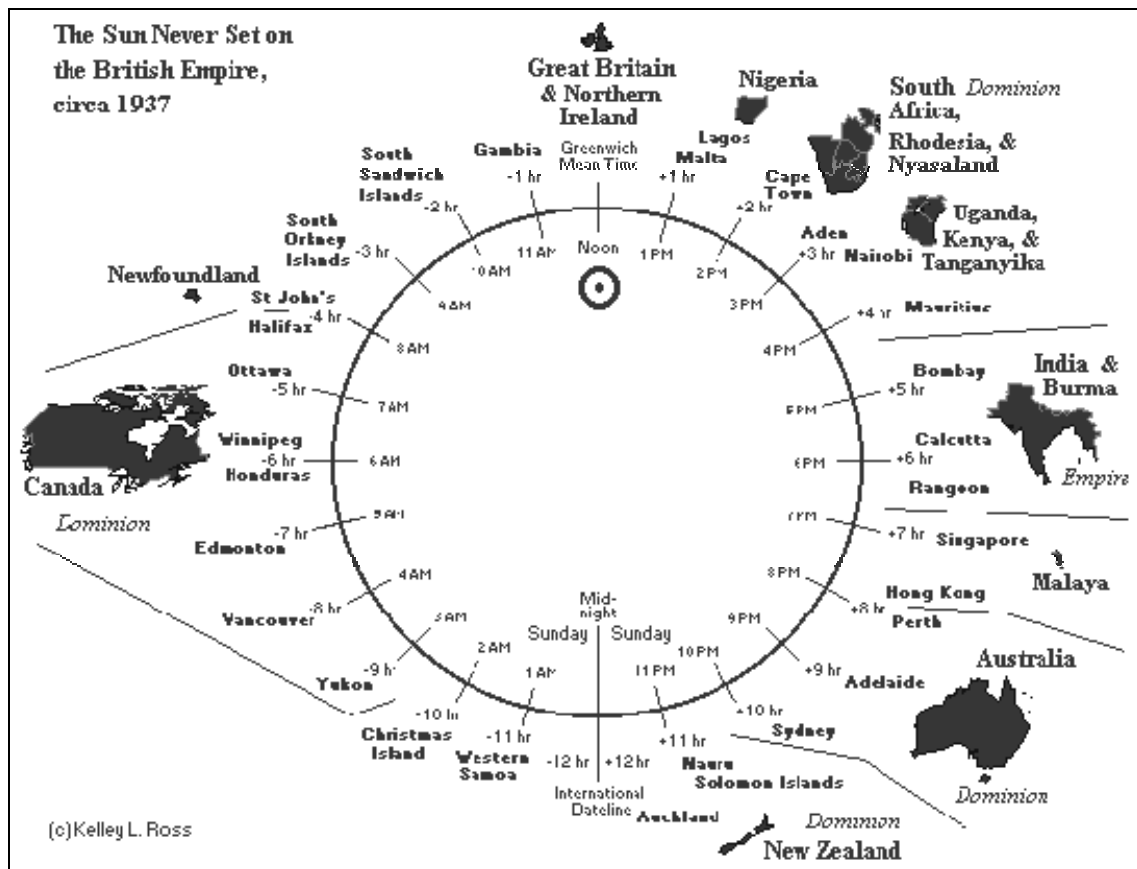 The Sun Never Set on
the British Empire,
circa 1937
Great Britain
& Northern
Ireland
Greenwich
Mean Time
Noon
Nigeria
Lagos
Malta
+1 hr
1 PM
South Dominion
Africa,
Rhodesia, &
Nyasaland
Cape
Town
+2 hr
2 PM
Uganda,
Kenya, &
Tanganyika
Aden
+3 hr
Nairobi
3 PM
Mauritius
+4 hr
4 PM
India &
Burma
Empire
Bombay
+5 hr
5 PM
Calcutta
+6 hr
6 PM
Rangoon
Singapore
+7 hr
7 PM
Malaya
Hong Kong
+8 hr
Perth
8 PM
Australia
Dominion
Adelaide
+9 hr
9 PM
Sydney
+10 hr
10 PM
Nauru
Solomon Islands
+11 hr
11 PM
Auckland
+12 hr
Dominion
New Zealand
Mid-
night
Sunday
Sunday
International
Dateline
-12 hr
Western
Samoa
-11 hr
1 AM
Christmas
Island
-10 hr
2 AM
Yukon
-9 hr
3 AM
Vancouver
-8 hr
4 AM
Edmonton
-7 hr
5 AM
Winnipeg
-6 hr
Honduras
6 AM
Canada
Dominion
Ottawa
-5 hr
7 AM
Newfoundland
St John's
Halifax
-4 hr
8 AM
South
Orkney
Islands
-3 hr
9 AM
South
Sandwich
Islands
-2 hr
10 AM
Gambia
-1 hr
11 AM
(c)Kelley L. Ross